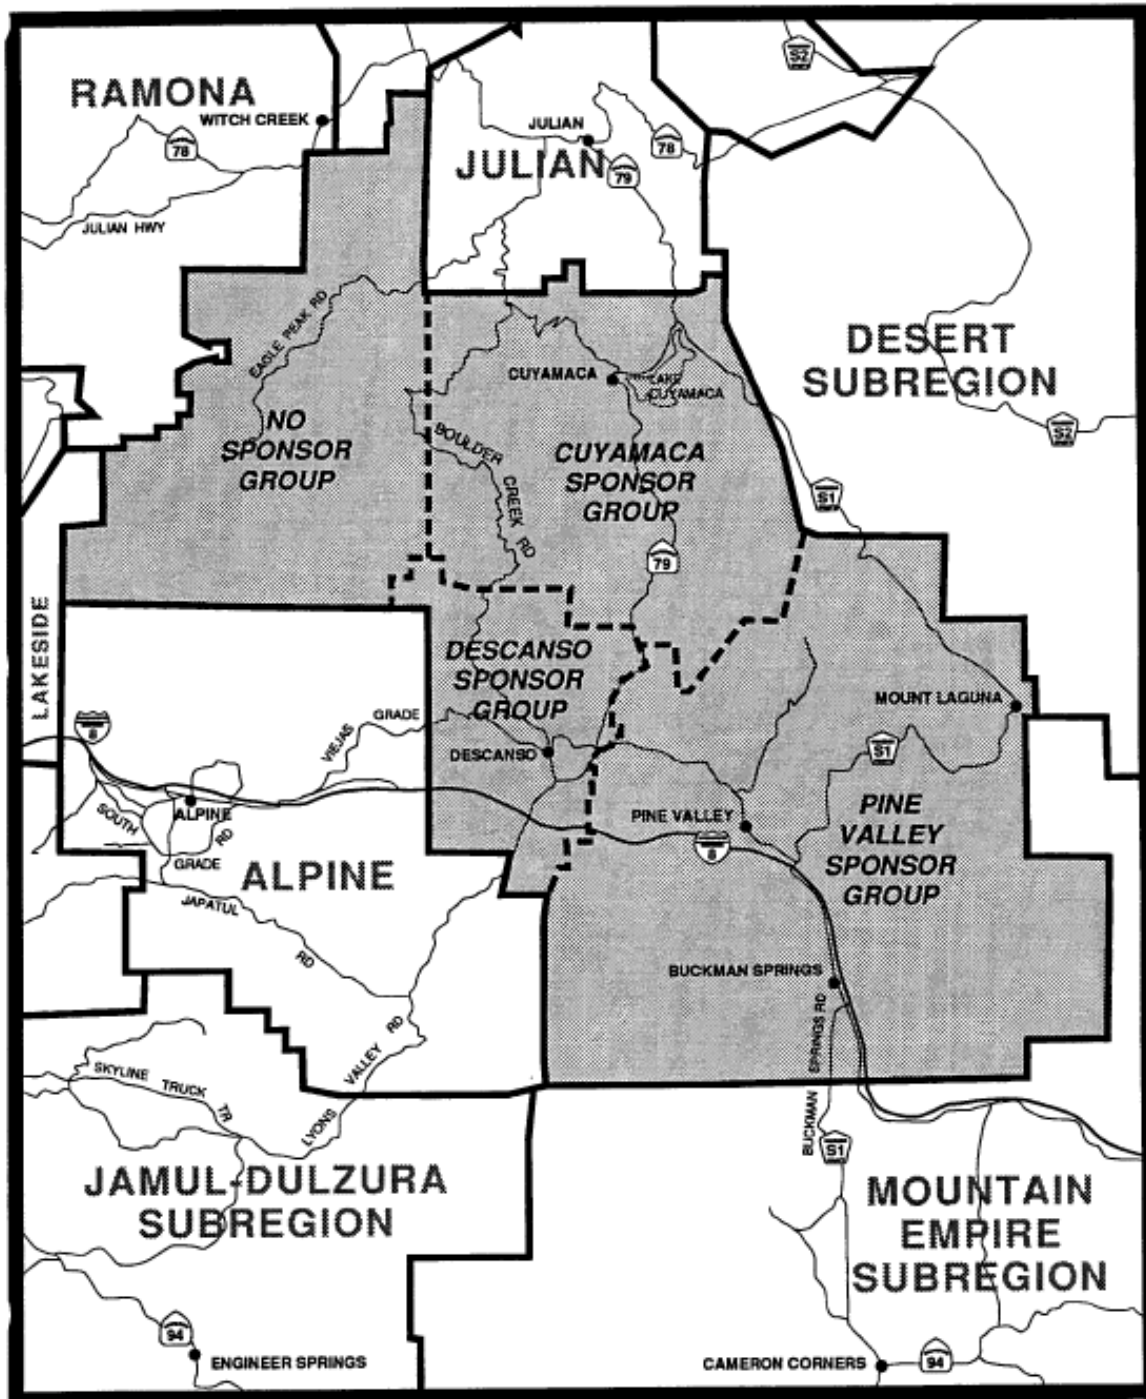 RAMONA
WITCH CREEK
78
JULIAN HWY
JULIAN
JULIAN
78
79
S2
DESERT
SUBREGION
S2
EAGLE PEAK RD
CUYAMACA
LAKE
CUYAMACA
NO
SPONSOR
GROUP
BOULDER
CREEK RD
CUYAMACA
SPONSOR
GROUP
S1
79
LAKESIDE
DESCANSO
SPONSOR
GROUP
MOUNT LAGUNA
8
VIEJAS
GRADE
DESCANSO
S1
ALPINE
SOUTH
GRADE
RD
PINE VALLEY
8
PINE
VALLEY
SPONSOR
GROUP
ALPINE
JAPATUL
RD
BUCKMAN SPRINGS
BUCKMAN
SPRINGS RD
SKYLINE TRUCK TR
LYONS
VALLEY
RD
S1
JAMUL-DULZURA
SUBREGION
MOUNTAIN
EMPIRE
SUBREGION
94
ENGINEER SPRINGS
CAMERON CORNERS
94